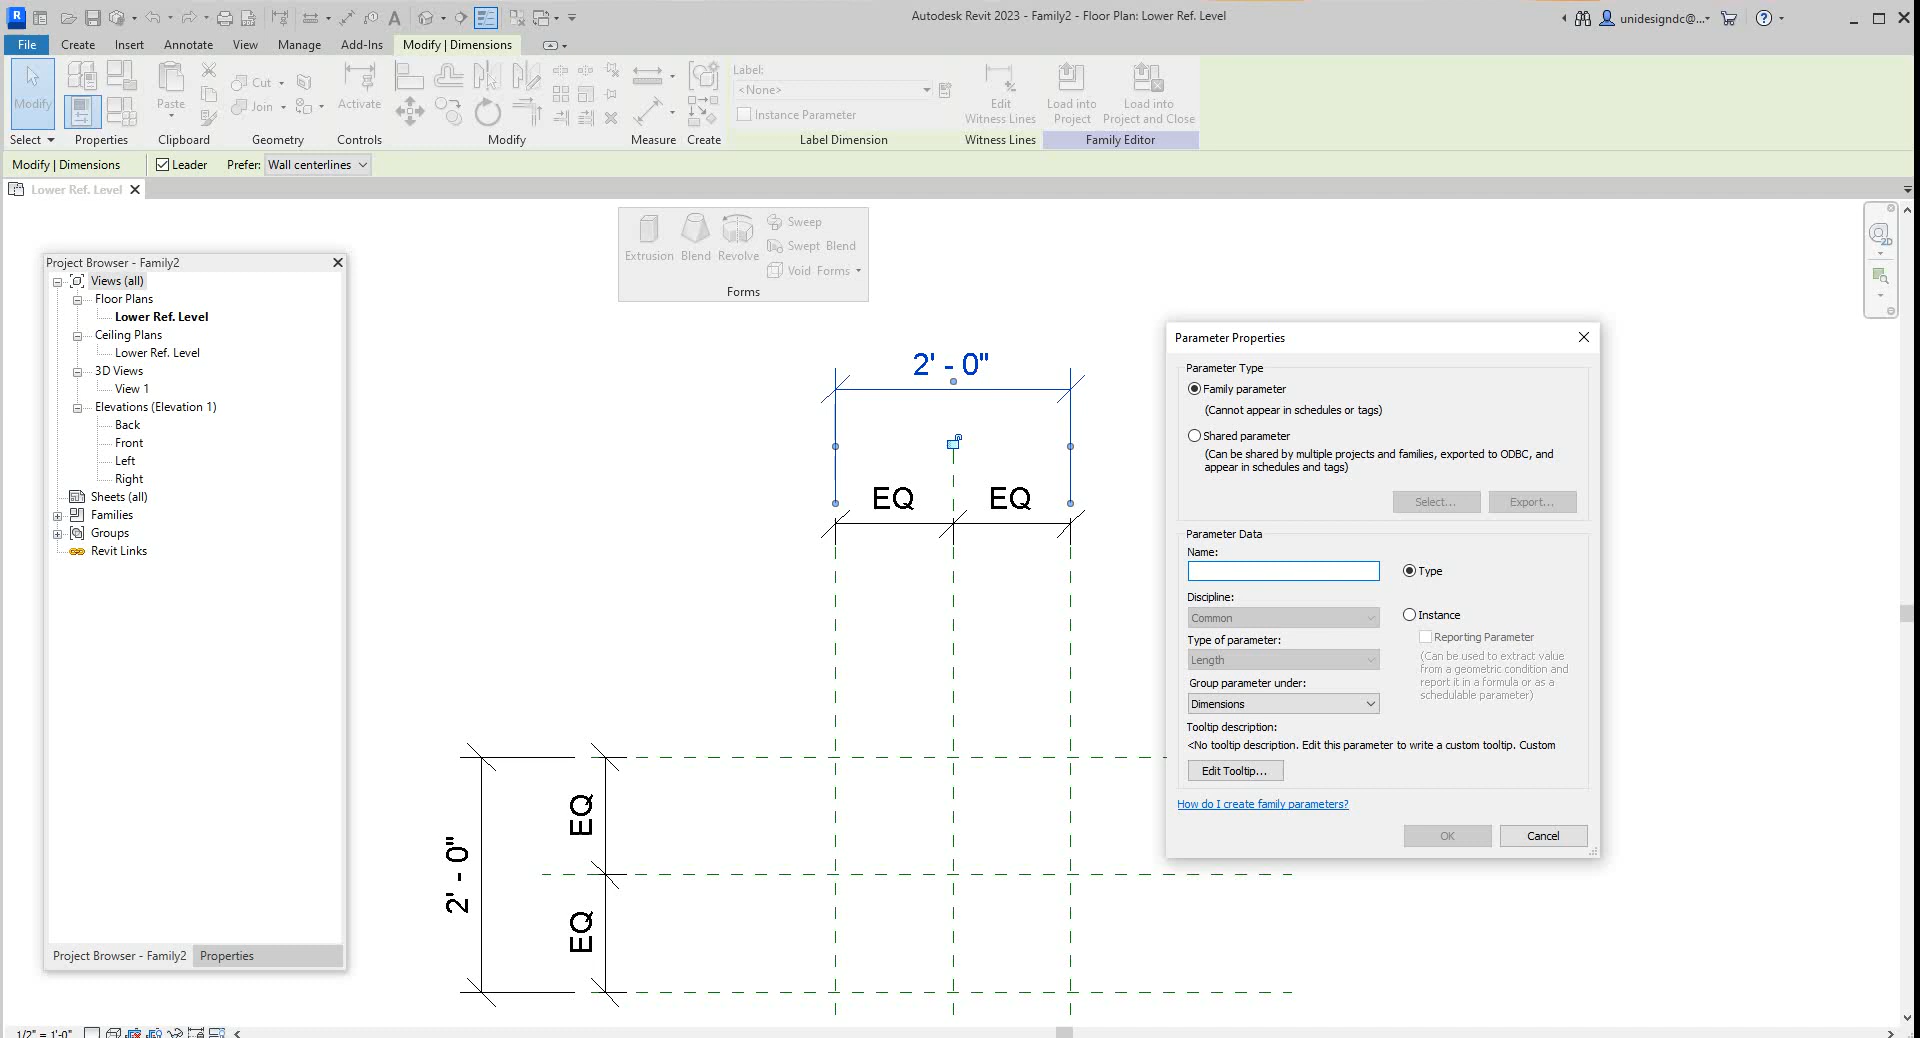 Autodesk Revit 2023 - Family2 - Floor Plan: Lower Ref. Level
unidesigndc@...
File Create Insert Annotate View Manage Add-Ins Modify | Dimensions
Modify
Paste
Cut
Join
Activate
Label:
<None>
Instance Parameter
Edit
Witness Lines
Load into
Project
Load into
Project and Close
Select Properties Clipboard Geometry Controls Modify Measure Create Label Dimension Witness Lines Family Editor
Modify | Dimensions Leader Prefer: Wall centerlines
Lower Ref. Level
Extrusion Blend Revolve
Sweep
Swept Blend
Void Forms
Forms
2D
Project Browser - Family2
Views (all)
Floor Plans
Lower Ref. Level
Ceiling Plans
Lower Ref. Level
3D Views
View 1
Elevations (Elevation 1)
Back
Front
Left
Right
Sheets (all)
Families
Groups
Revit Links
Project Browser - Family2 Properties
2' - 0"
EQ EQ
2' - 0"
EQ
EQ
Parameter Properties
Parameter Type
Family parameter
(Cannot appear in schedules or tags)
Shared parameter
(Can be shared by multiple projects and families, exported to ODBC, and
appear in schedules and tags)
Select... Export...
Parameter Data
Name:
Type
Discipline:
Common
Instance
Type of parameter:
Reporting Parameter
Length
(Can be used to extract value
from a geometric condition and
report it in a formula or as a
schedulable parameter)
Group parameter under:
Dimensions
Tooltip description:
<No tooltip description. Edit this parameter to write a custom tooltip. Custom
Edit Tooltip...
How do I create family parameters?
OK Cancel
1/2" = 1'-0"